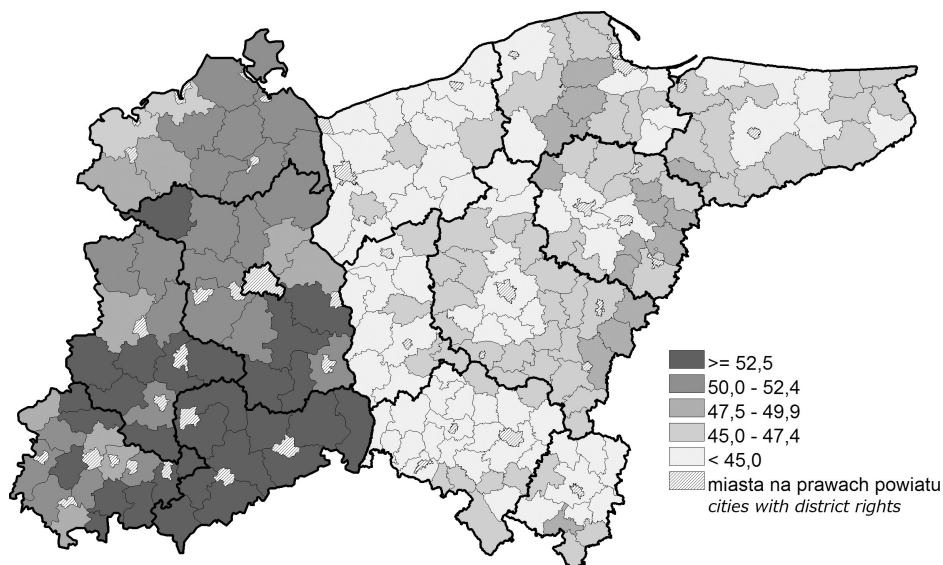 >= 52,5
50,0 - 52,4
47,5 - 49,9
45,0 - 47,4
< 45,0
miasta na prawach powiatu
cities with district rights